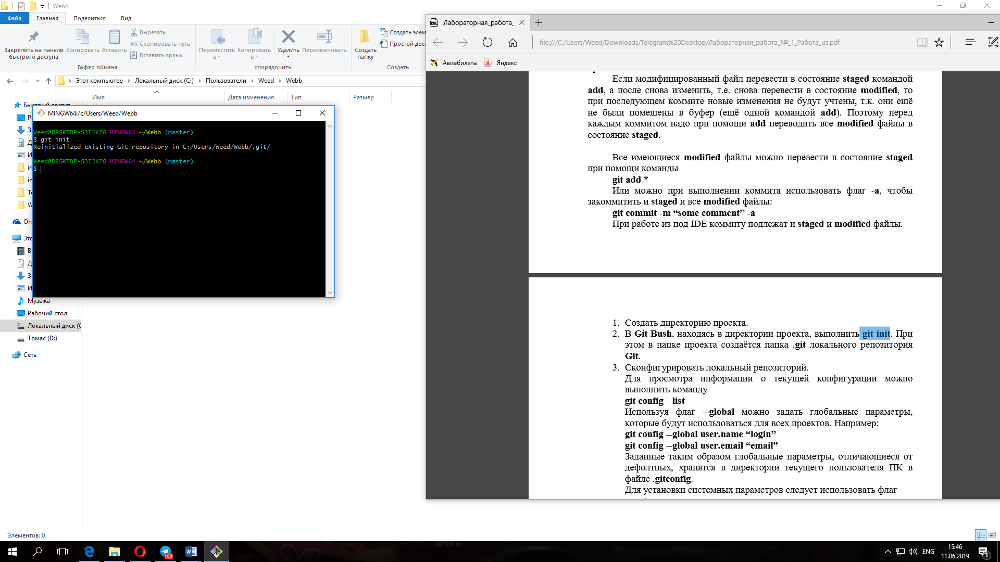 Webb
Файл
Главная
Поделиться
Вид
Закрепить на панели
быстрого доступа
Копировать
Вставить
Вырезать
Скопировать путь
Вставить ярлык
Буфер обмена
Переместить
в
Копировать
в
Удалить
Переименовать
Упорядочить
Создать
папку
Создать элем
Простой дост
Создать
Этот компьютер
Локальный диск (C:)
Пользователи
Weed
Webb
Имя
Дата изменения
Тип
Размер
Музыка
Рабочий стол
Локальный диск (C
Томас (D:)
Сеть
Элементов: 0
MINGW64:/c/Users/Weed/Webb
Weed@DESKTOP-S3IJK7G MINGW64 ~/Webb (master)
$ git init
Reinitialized existing Git repository in C:/Users/Weed/Webb/.git/
Weed@DESKTOP-S3IJK7G MINGW64 ~/Webb (master)
$
PDF
Лабораторная_работа_
file:///C:/Users/Weed/Downloads/Telegram%20Desktop/Лабораторная_работа_№_1_Работа_из.pdf
Авиабилеты
Яндекс
Если модифицированный файл перевести в состояние staged командой
add, а после снова изменить, т.е. снова перевести в состояние modified, то
при последующем коммите новые изменения не будут учтены, т.к. они ещё
не были помещены в буфер (ещё одной командой add). Поэтому перед
каждым коммитом надо при помощи add переводить все modified файлы в
состояние staged.
Все имеющиеся modified файлы можно перевести в состояние staged
при помощи команды
git add *
Или можно при выполнении коммита использовать флаг -a, чтобы
закоммитить и staged и все modified файлы:
git commit -m “some comment” -a
При работе из под IDE коммиту подлежат и staged и modified файлы.
1. Создать директорию проекта.
2. В Git Bush, находясь в директории проекта, выполнить git init. При
этом в папке проекта создаётся папка .git локального репозитория
Git.
3. Сконфигурировать локальный репозиторий.
Для просмотра информации о текущей конфигурации можно
выполнить команду
git config --list
Используя флаг --global можно задать глобальные параметры,
которые будут использоваться для всех проектов. Например:
git config --global user.name “login”
git config --global user.email “email”
Заданные таким образом глобальные параметры, отличающиеся от
дефолтных, хранятся в директории текущего пользователя ПК в
файле .gitconfig.
Для установки системных параметров следует использовать флаг
160
ENG
15:46
11.06.2019
1